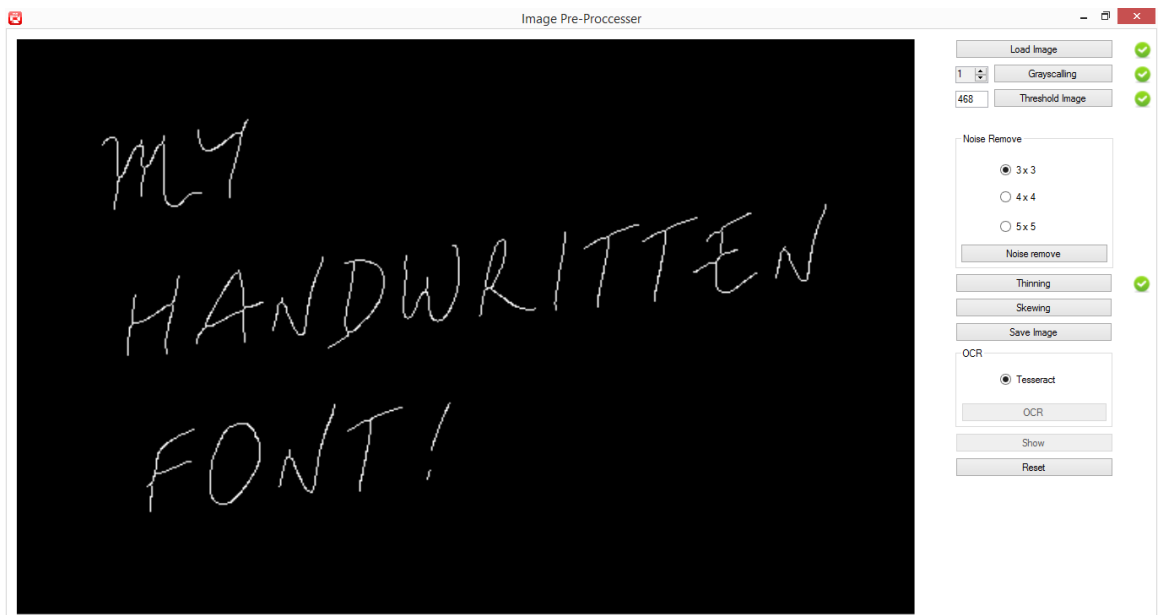 Image Pre-Proccesser
MY
HANDWRITTEN
FONT!
Load Image
1 Grayscalling
468 Threshold Image
Noise Remove
3 x 3
4 x 4
5 x 5
Noise remove
Thinning
Skewing
Save Image
OCR
Tesseract
OCR
Show
Reset